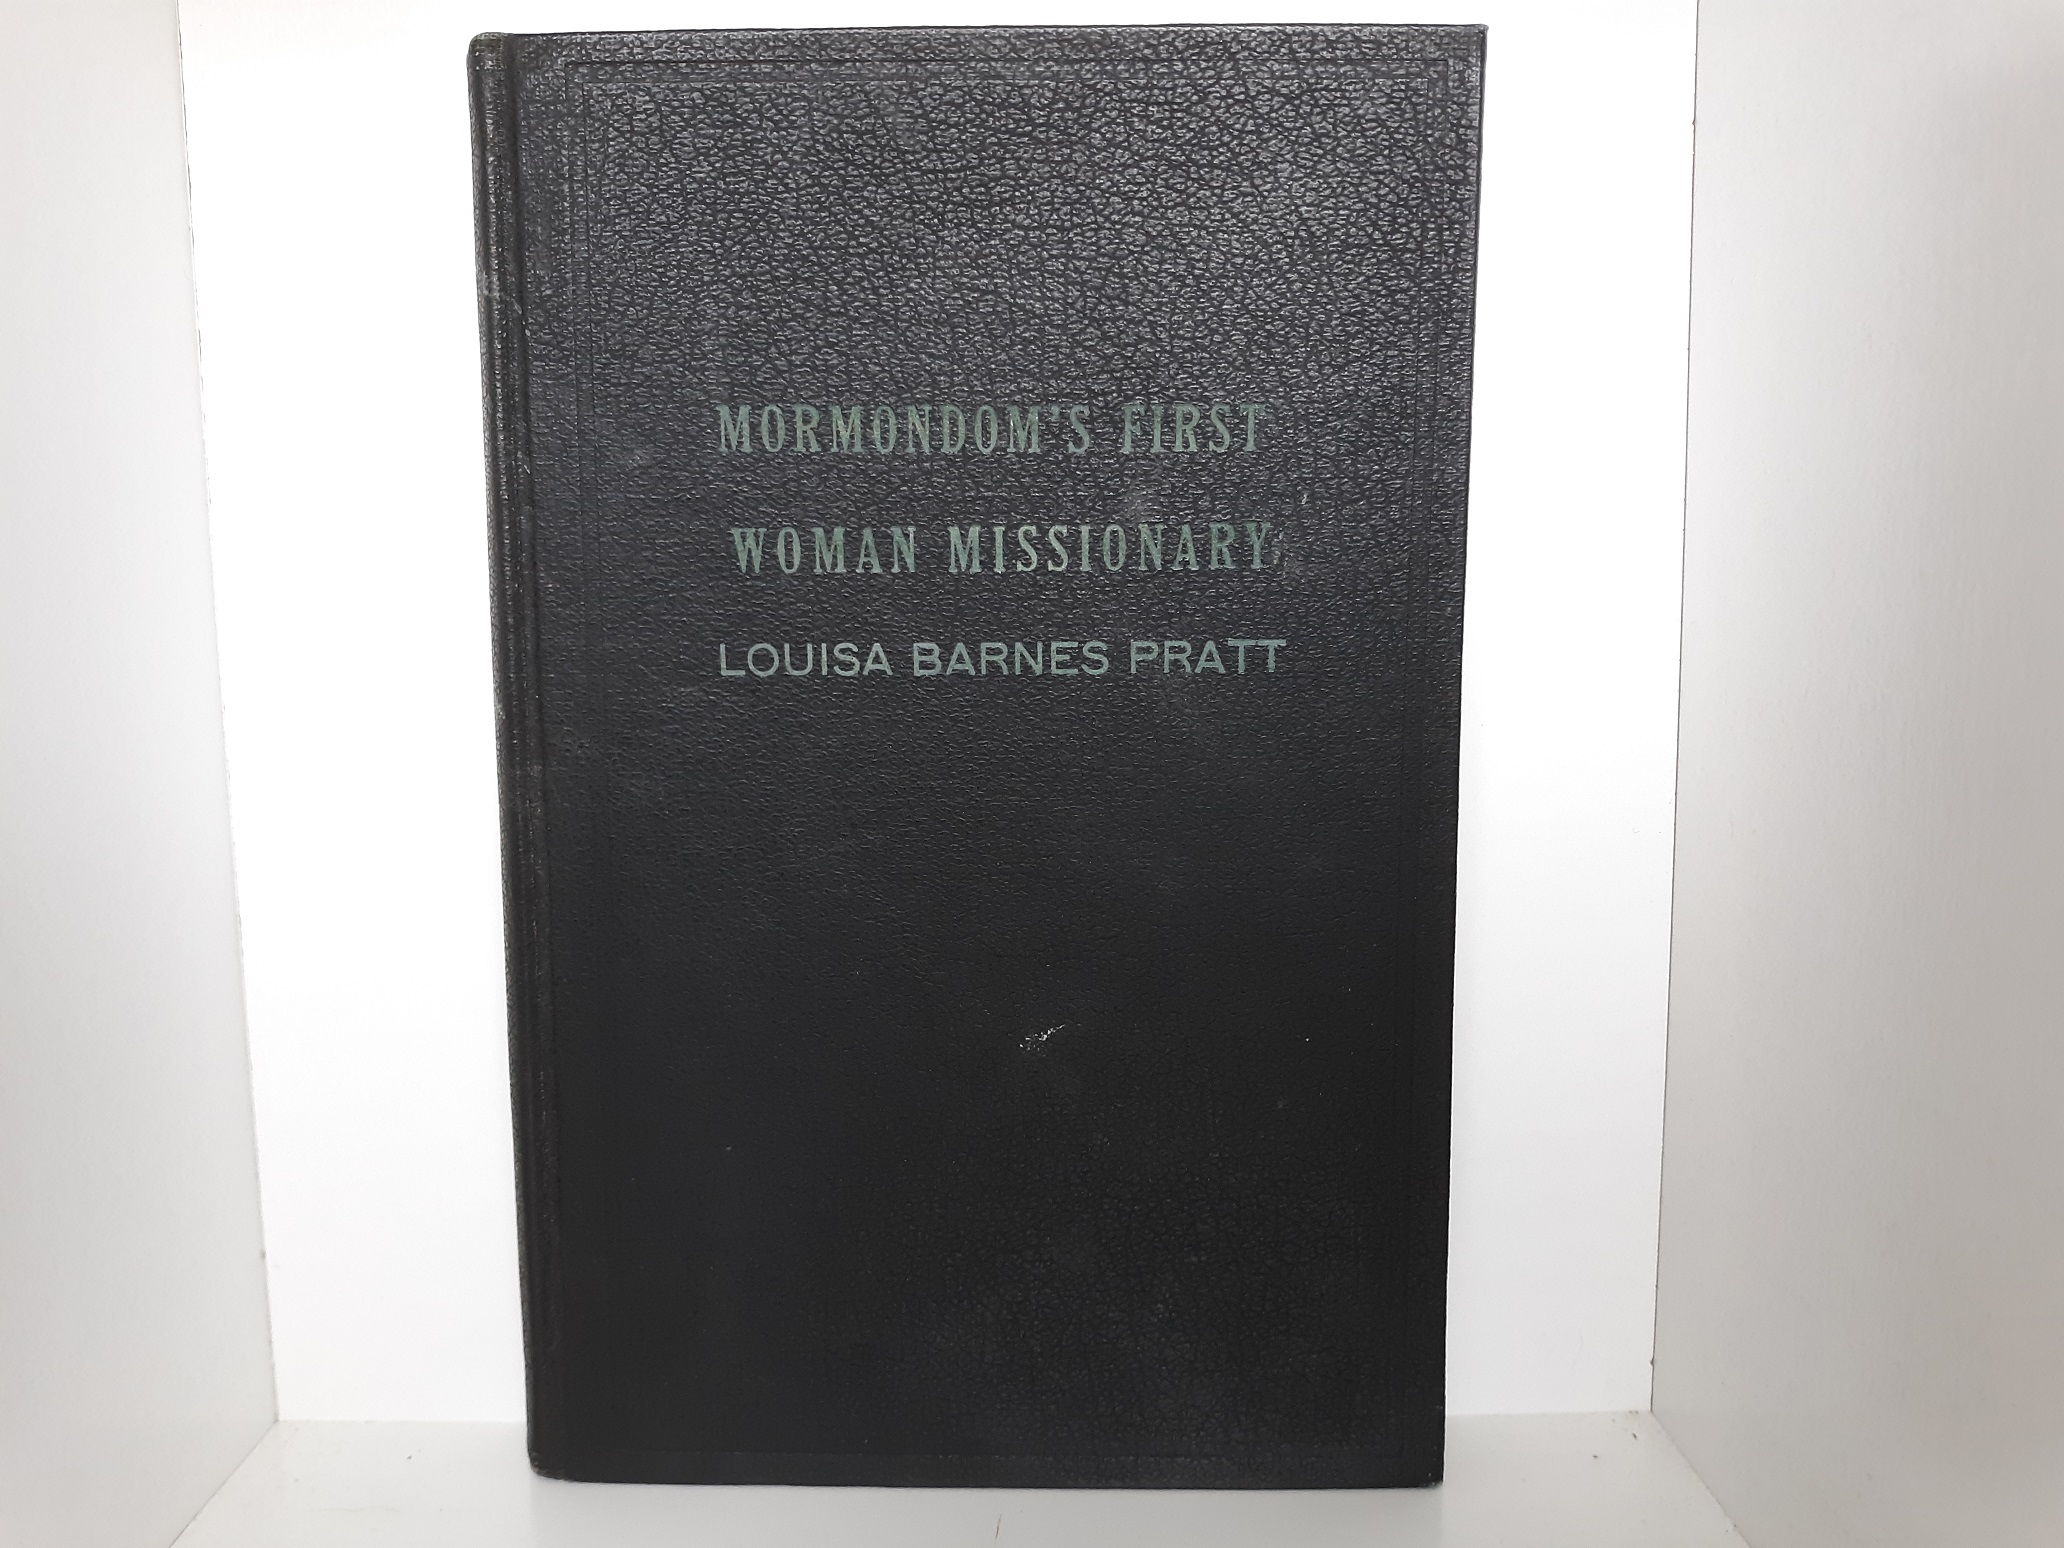 MORMONDOM'S FIRST
WOMAN MISSIONARY
LOUISA BARNES PRATT